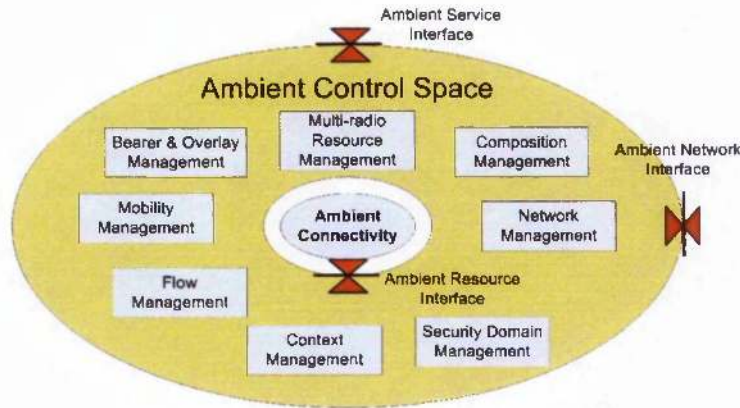 Ambient Service
Interface
Ambient Control Space
Multi-radio
Resource
Management
Bearer & Overlay
Management
Composition
Management
Ambient Network
Interface
Mobility
Management
Ambient
Connectivity
Network
Management
Flow
Management
Ambient Resource
Interface
Context
Management
Security Domain
Management